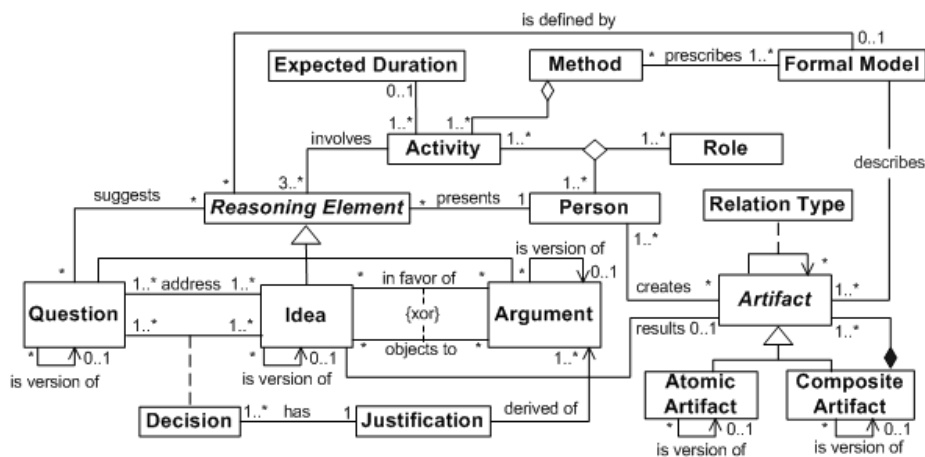 is defined by
0..1
Expected Duration
Method
* prescribes 1..*
Formal Model
0..1
1..*
1..*
involves
Activity
1..*
1..*
Role
describes
suggests
*
3..*
1..*
*
Reasoning Element
* presents 1
Person
Relation Type
1..*
is version of
*
*
1..* address 1..*
* in favor of *
*
0..1
creates *
Artifact
1..*
Question
Idea
{xor}
Argument
1..*
1..*
results 0..1
1..*
* objects to *
* 0..1
* 0..1
1..*
is version of
is version of
Atomic
Artifact
Composite
Artifact
Decision
1..* has 1
Justification
derived of
* 0..1
* 0..1
is version of
is version of